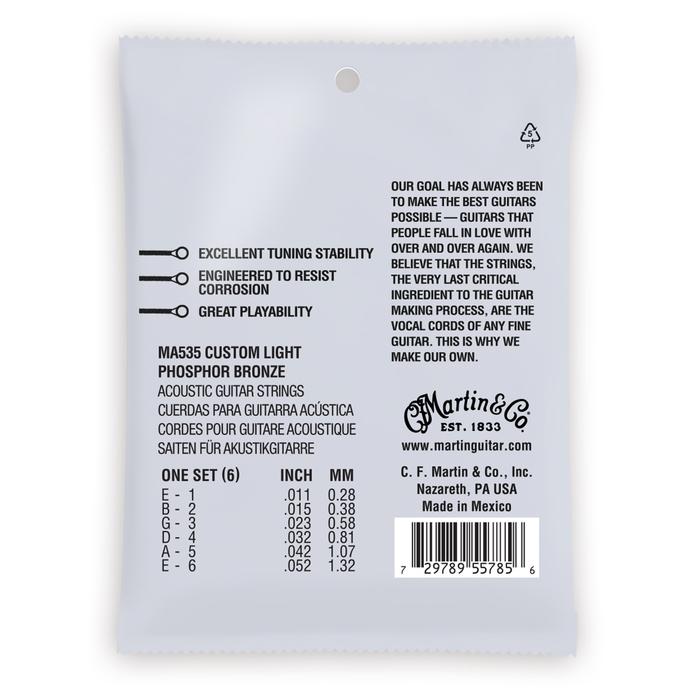 5
PP
OUR GOAL HAS ALWAYS BEEN
TO MAKE THE BEST GUITARS
POSSIBLE — GUITARS THAT
PEOPLE FALL IN LOVE WITH
OVER AND OVER AGAIN. WE
BELIEVE THAT THE STRINGS,
THE VERY LAST CRITICAL
INGREDIENT TO THE GUITAR
MAKING PROCESS, ARE THE
VOCAL CORDS OF ANY FINE
GUITAR. THIS IS WHY WE
MAKE OUR OWN.
EXCELLENT TUNING STABILITY
ENGINEERED TO RESIST
CORROSION
GREAT PLAYABILITY
MA535 CUSTOM LIGHT
PHOSPHOR BRONZE
ACOUSTIC GUITAR STRINGS
CUERDAS PARA GUITARRA ACÚSTICA
CORDES POUR GUITARE ACOUSTIQUE
SAITEN FÜR AKUSTIKGITARRE
ONE SET (6) INCH MM
E - 1 .011 0.28
B - 2 .015 0.38
G - 3 .023 0.58
D - 4 .032 0.81
A - 5 .042 1.07
E - 6 .052 1.32
CF Martin & Co.
EST. 1833
www.martinguitar.com
C. F. Martin & Co., Inc.
Nazareth, PA USA
Made in Mexico
7 29789 55785 6